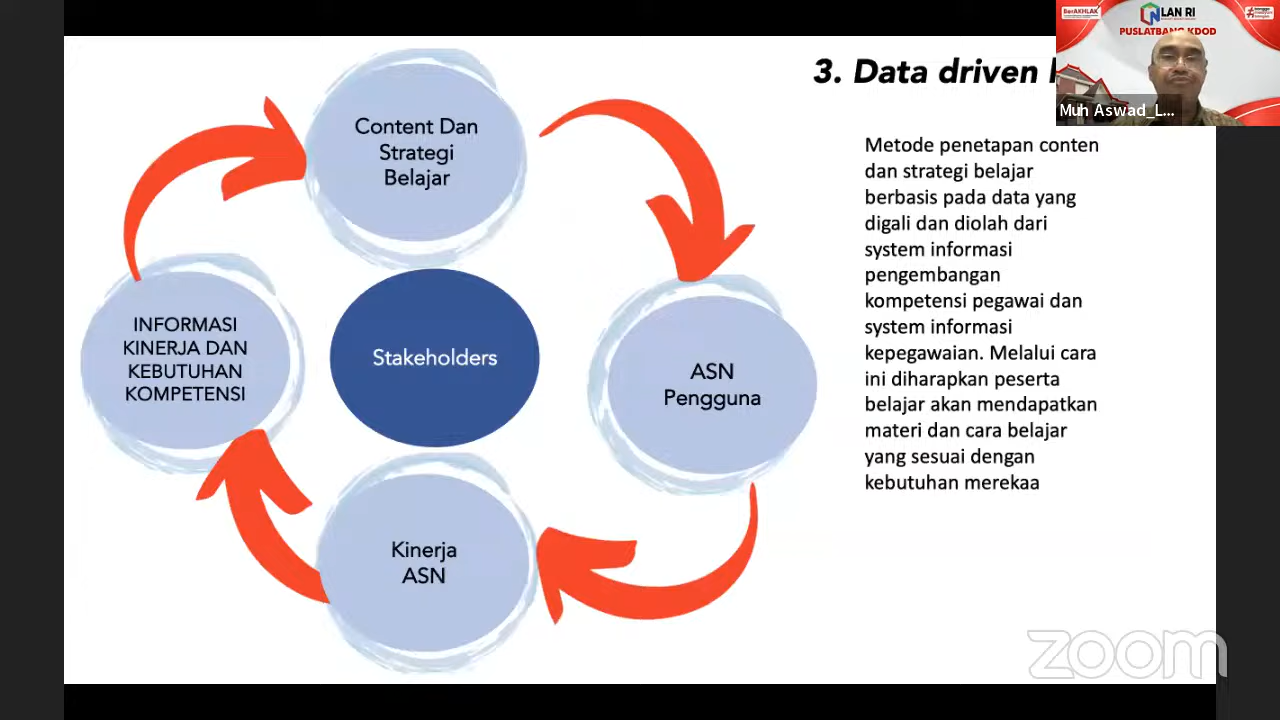 3. Data driven
Content Dan
Strategi
Belajar
INFORMASI
KINERJA DAN
KEBUTUHAN
KOMPETENSI
Stakeholders
ASN
Pengguna
Kinerja
ASN
Metode penetapan conten
dan strategi belajar
berbasis pada data yang
digali dan diolah dari
system informasi
pengembangan
kompetensi pegawai dan
system informasi
kepegawaian. Melalui cara
ini diharapkan peserta
belajar akan mendapatkan
materi dan cara belajar
yang sesuai dengan
kebutuhan merekaa
BerAKHLAK
LAN RI
PUSLATBANG KDOD
Muh Aswad_L...
zoom